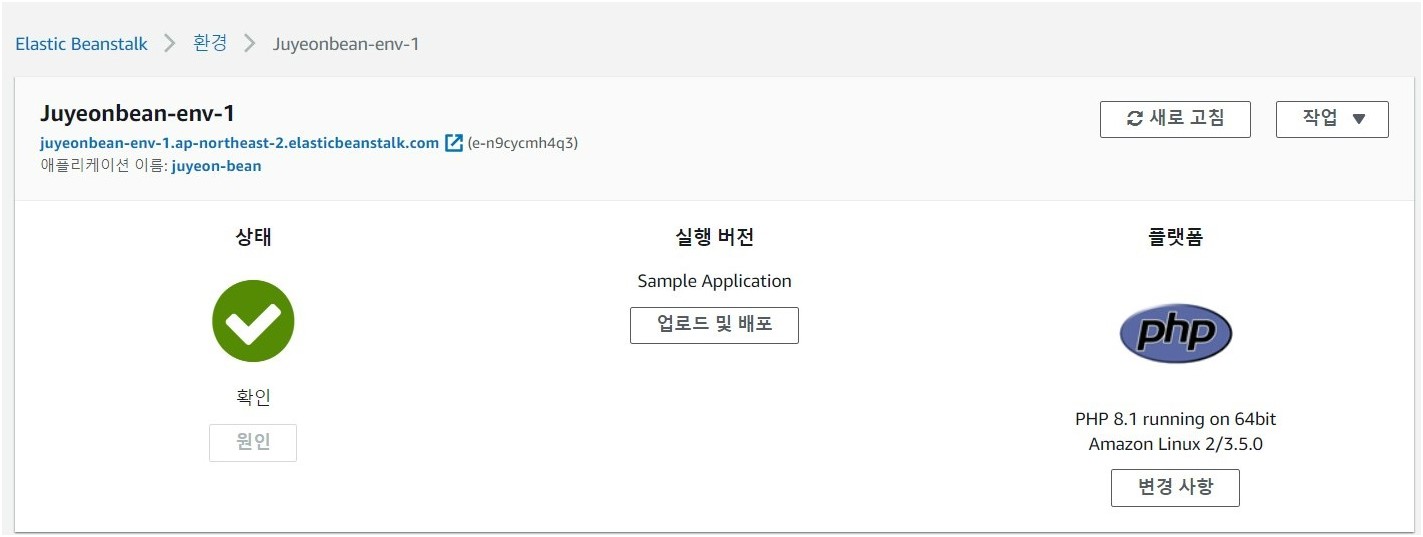 Elastic Beanstalk > 환경 > Juyeonbean-env-1
Juyeonbean-env-1
새로 고침
작업 ▼
juyeonbean-env-1.ap-northeast-2.elasticbeanstalk.com (e-n9cycmh4q3)
애플리케이션 이름: juyeon-bean
상태
확인
원인
실행 버전
Sample Application
업로드 및 배포
플랫폼
php
PHP 8.1 running on 64bit
Amazon Linux 2/3.5.0
변경 사항